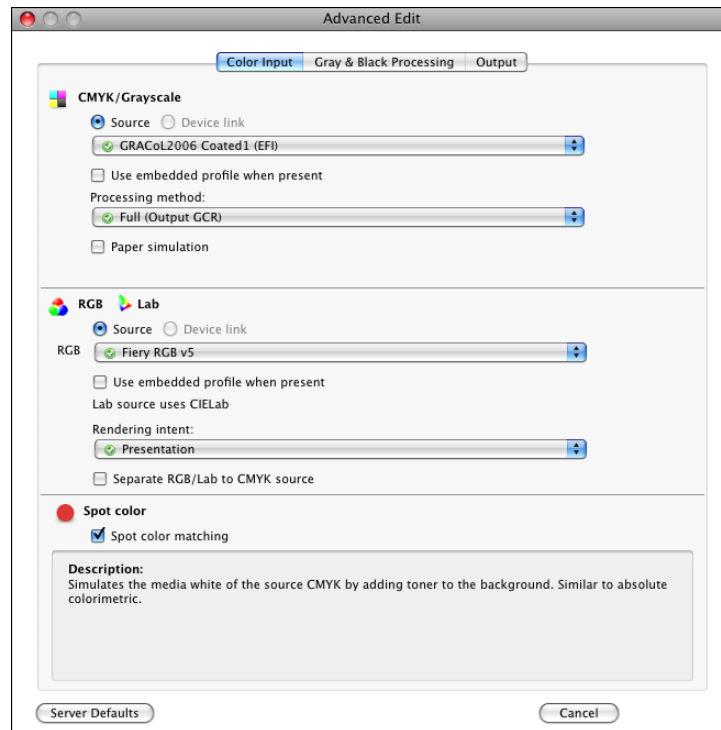 Advanced Edit
Color Input Gray & Black Processing Output
CMYK/Grayscale
Source Device link
GRACoL2006 Coated1 (EFI)
Use embedded profile when present
Processing method:
Full (Output GCR)
Paper simulation
RGB Lab
Source Device link
RGB Fiery RGB v5
Use embedded profile when present
Lab source uses CIELab
Rendering intent:
Presentation
Separate RGB/Lab to CMYK source
Spot color
Spot color matching
Description:
Simulates the media white of the source CMYK by adding toner to the background. Similar to absolute
colorimetric.
Server Defaults Cancel